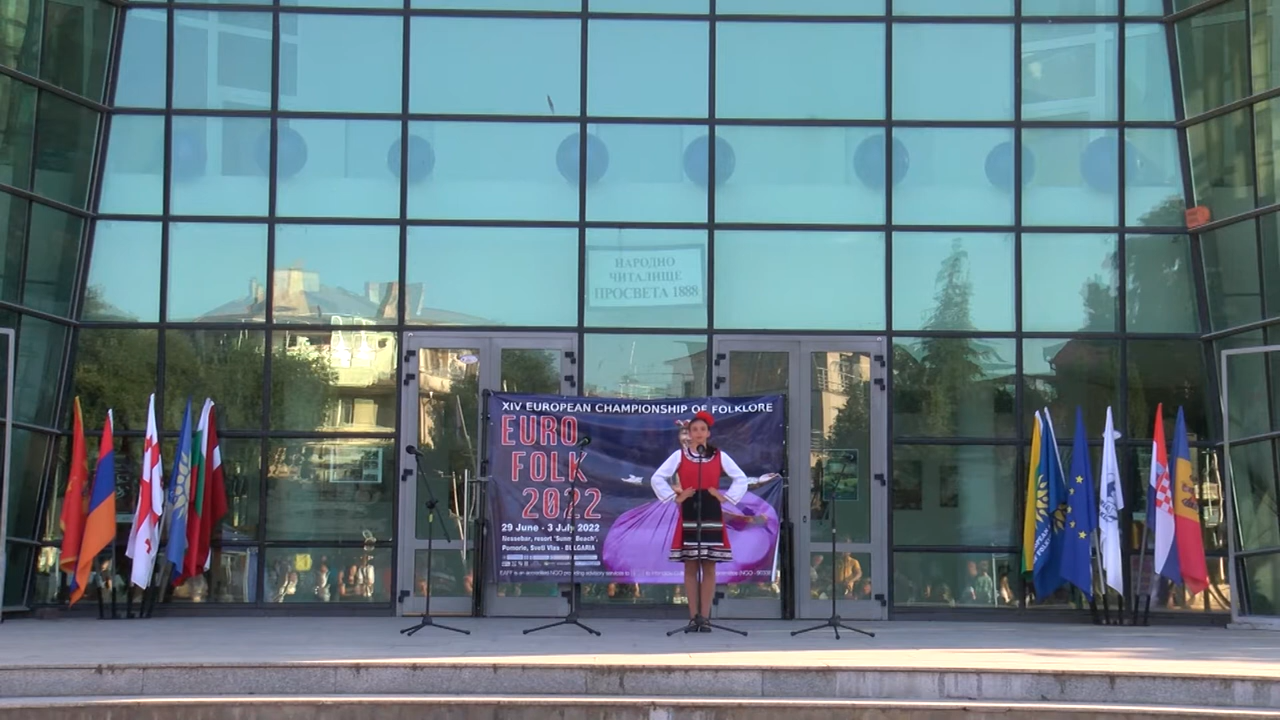 НАРОДНО
ЧИТАЛИЩЕ
ПРОСВЕТА 1888
XIV EUROPEAN CHAMPIONSHIP OF FOLKLORE
EURO
FOLK
2022
29 June - 3 July 2022
Nessebar, resort "Sunny Beach",
Pomorie, Sveti Vlas - BULGARIA